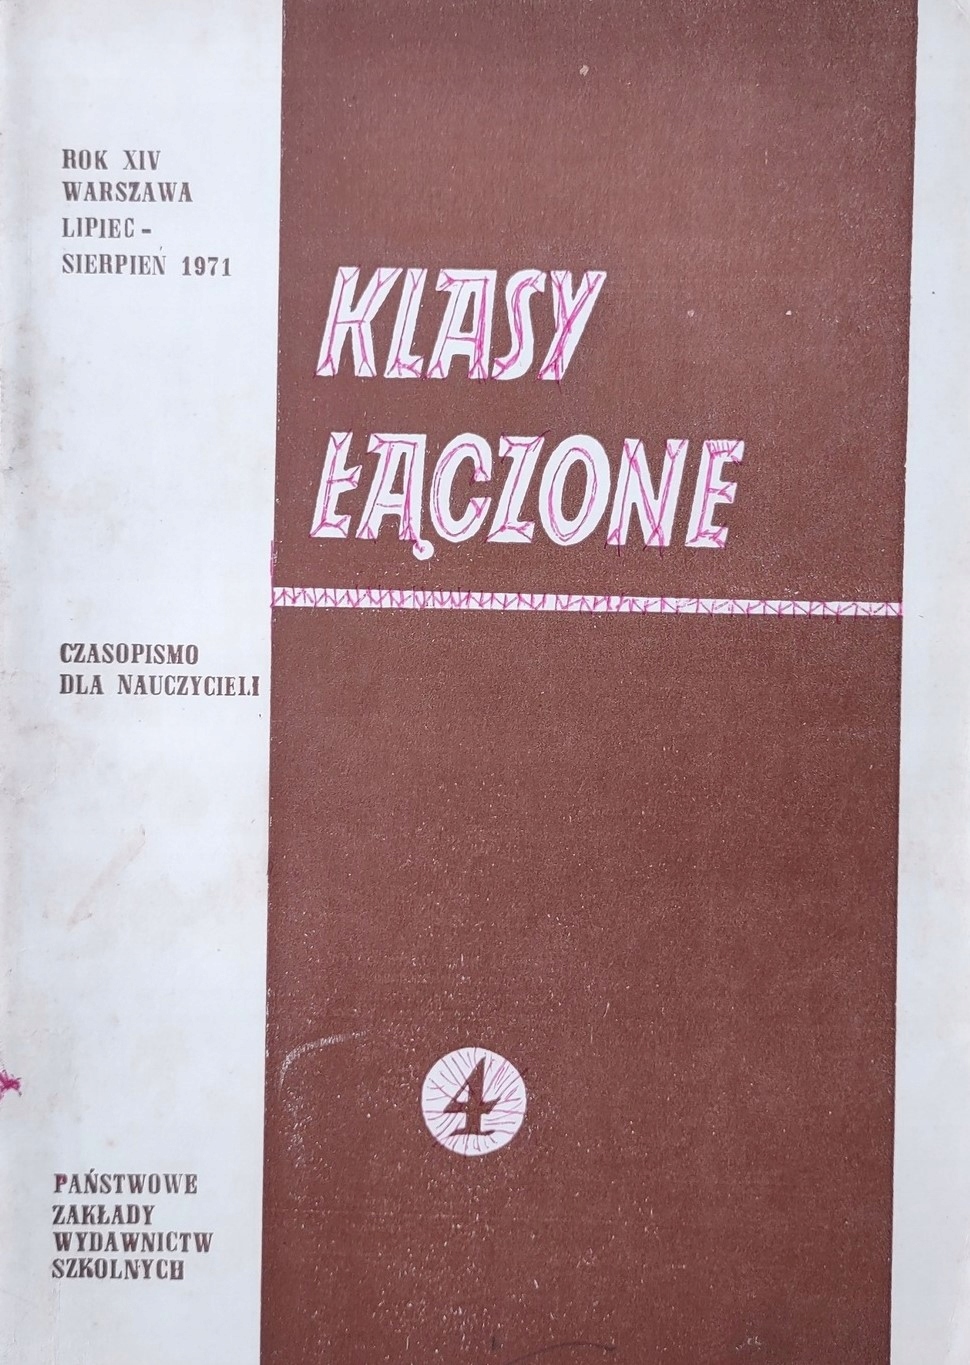 ROK XIV
WARSZAWA
LIPIEC -
SIERPIEŃ 1971
KLASY
ŁĄCZONE
CZASOPISMO
DLA NAUCZYCIELI
4
PAŃSTWOWE
ZAKŁADY
WYDAWNICTW
SZKOLNYCH